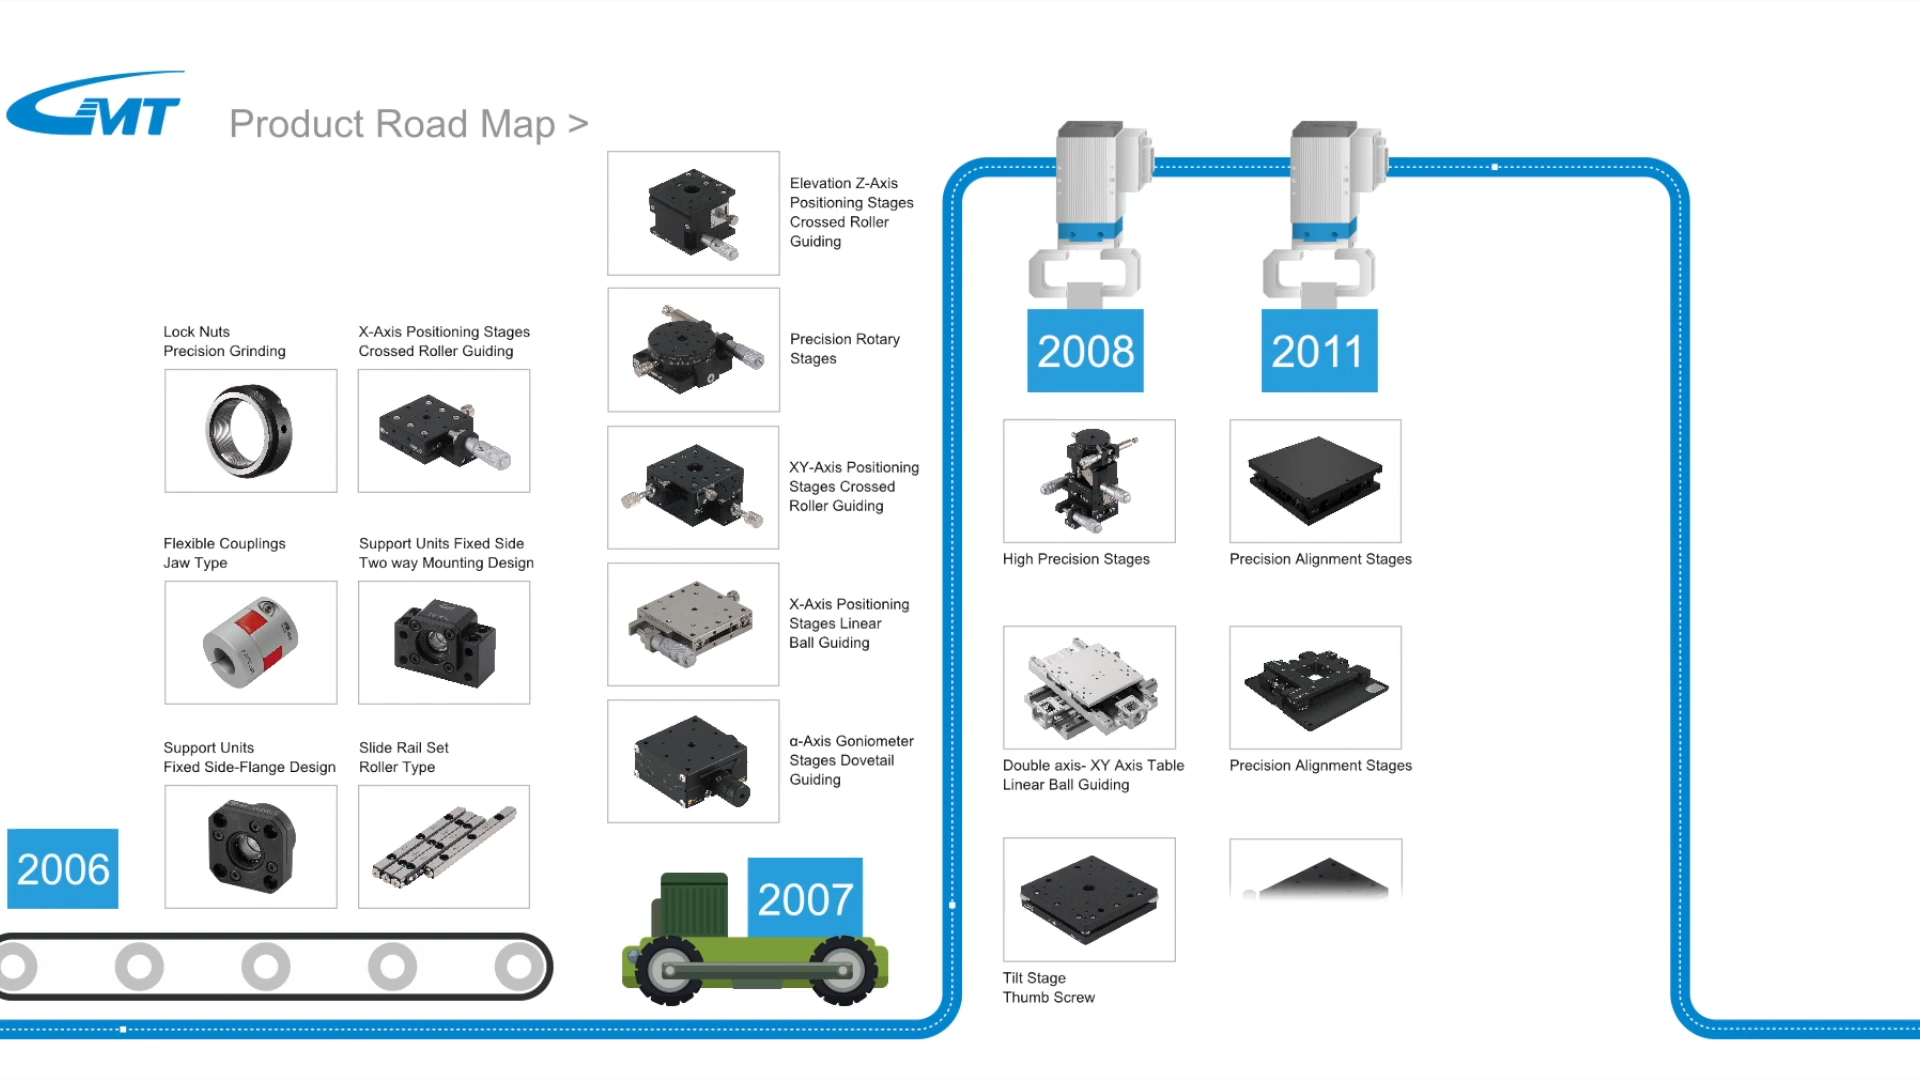 GMT
Product Road Map >
Lock Nuts
Precision Grinding
X-Axis Positioning Stages
Crossed Roller Guiding
Flexible Couplings
Jaw Type
Support Units Fixed Side
Two way Mounting Design
Support Units
Fixed Side-Flange Design
Slide Rail Set
Roller Type
2006
Elevation Z-Axis
Positioning Stages
Crossed Roller
Guiding
Precision Rotary
Stages
XY-Axis Positioning
Stages Crossed
Roller Guiding
X-Axis Positioning
Stages Linear
Ball Guiding
α-Axis Goniometer
Stages Dovetail
Guiding
2007
2008
High Precision Stages
Double axis- XY Axis Table
Linear Ball Guiding
Tilt Stage
Thumb Screw
2011
Precision Alignment Stages
Precision Alignment Stages